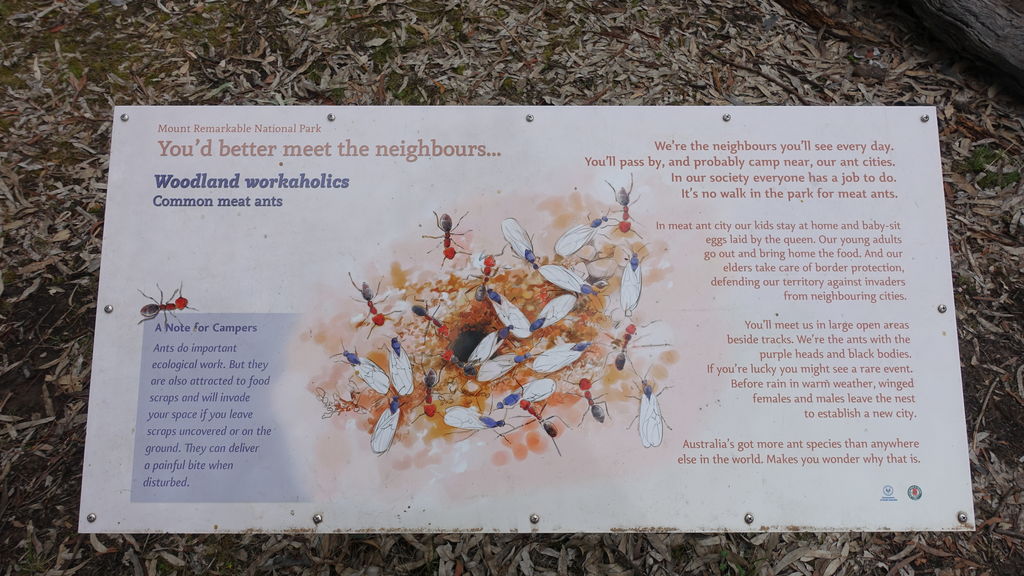 Mount Remarkable National Park
You'd better meet the neighbours...
Woodland workaholics
Common meat ants
A Note for Campers
Ants do important
ecological work. But they
are also attracted to food
scraps and will invade
your space if you leave
scraps uncovered or on the
ground. They can deliver
a painful bite when
disturbed.
We're the neighbours you'll see every day.
You'll pass by, and probably camp near, our ant cities.
In our society everyone has a job to do.
It's no walk in the park for meat ants.
In meat ant city our kids stay at home and baby-sit
eggs laid by the queen. Our young adults
go out and bring home the food. And our
elders take care of border protection,
defending our territory against invaders
from neighbouring cities.
You'll meet us in large open areas
beside tracks. We're the ants with the
purple heads and black bodies.
If you're lucky you might see a rare event.
Before rain in warm weather, winged
females and males leave the nest
to establish a new city.
Australia's got more ant species than anywhere
else in the world. Makes you wonder why that is.